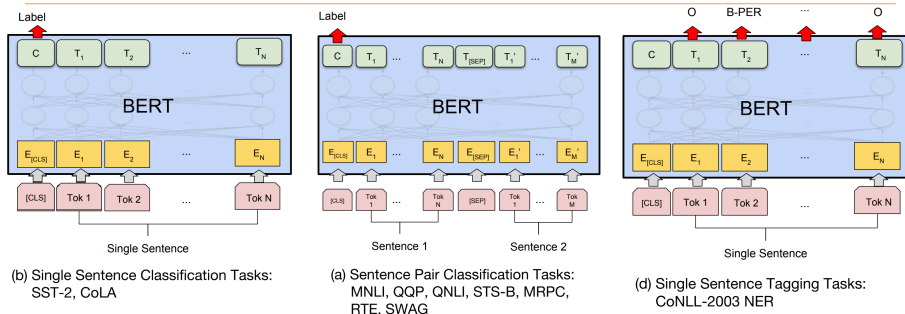 Label
C T1 T2 ... TN
BERT
E[CLS] E1 E2 ... EN
[CLS] Tok 1 Tok 2 ... Tok N
Single Sentence
(b) Single Sentence Classification Tasks:
SST-2, CoLA
Label
C T1 ... TN T[SEP] T1' ... TM'
BERT
E[CLS] E1 ... EN E[SEP] E1' ... EM'
[CLS] Tok 1 ... Tok N [SEP] Tok 1 ... Tok M
Sentence 1 Sentence 2
(a) Sentence Pair Classification Tasks:
MNLI, QQP, QNLI, STS-B, MRPC,
RTE, SWAG
O B-PER ... O
C T1 T2 ... TN
BERT
E[CLS] E1 E2 ... EN
[CLS] Tok 1 Tok 2 ... Tok N
Single Sentence
(d) Single Sentence Tagging Tasks:
CoNLL-2003 NER